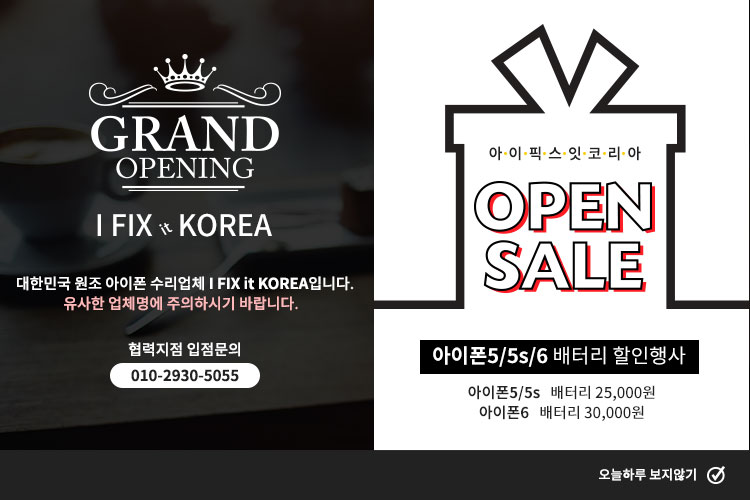 GRAND
OPENING
I FIX it KOREA
대한민국 원조 아이폰 수리업체 I FIX it KOREA입니다.
유사한 업체명에 주의하시기 바랍니다.
협력지점 입점문의
010-2930-5055
아·이·픽·스·잇·코·리·아
OPEN
SALE
아이폰5/5s/6 배터리 할인행사
아이폰5/5s 배터리 25,000원
아이폰6 배터리 30,000원
오늘하루 보지않기